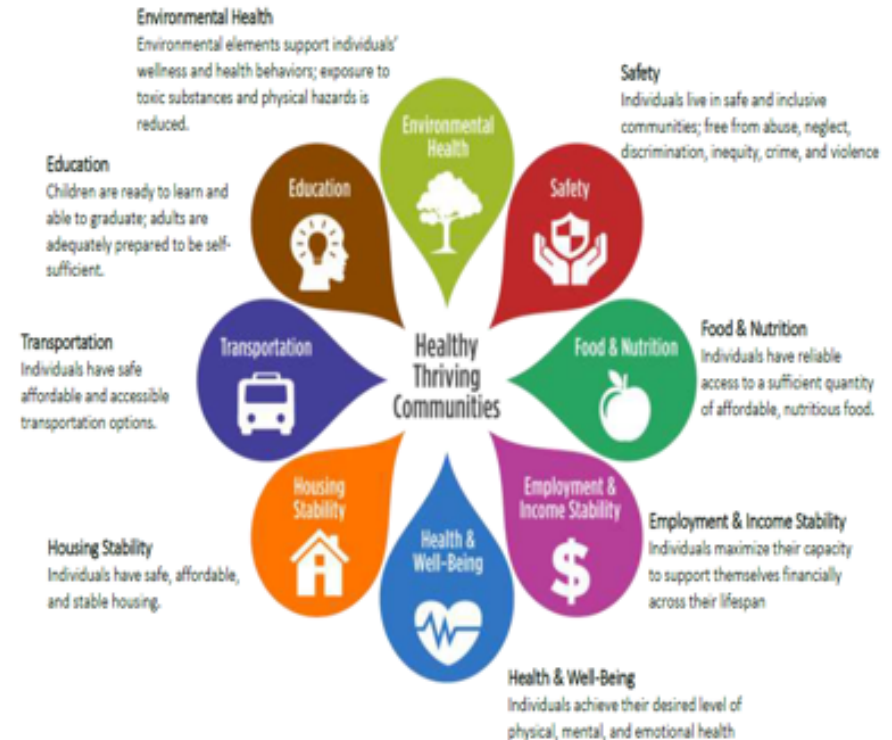 Environmental Health
Environmental elements support individuals'
wellness and health behaviors; exposure to
toxic substances and physical hazards is
reduced.
Safety
Individuals live in safe and inclusive
communities; free from abuse, neglect,
discrimination, inequity, crime, and violence
Education
Children are ready to learn and
able to graduate; adults are
adequately prepared to be self-
sufficient.
Transportation
Individuals have safe
affordable and accessible
transportation options.
Food & Nutrition
Individuals have reliable
access to a sufficient quantity
of affordable, nutritious food.
Housing Stability
Individuals have safe, affordable,
and stable housing.
Employment & Income Stability
Individuals maximize their capacity
to support themselves financially
across their lifespan
Health & Well-Being
Individuals achieve their desired level of
physical, mental, and emotional health
Environmental
Health
Education
Safety
Transportation
Healthy
Thriving
Communities
Food & Nutrition
Housing
Stability
Health &
Well-Being
Employment &
Income Stability
$